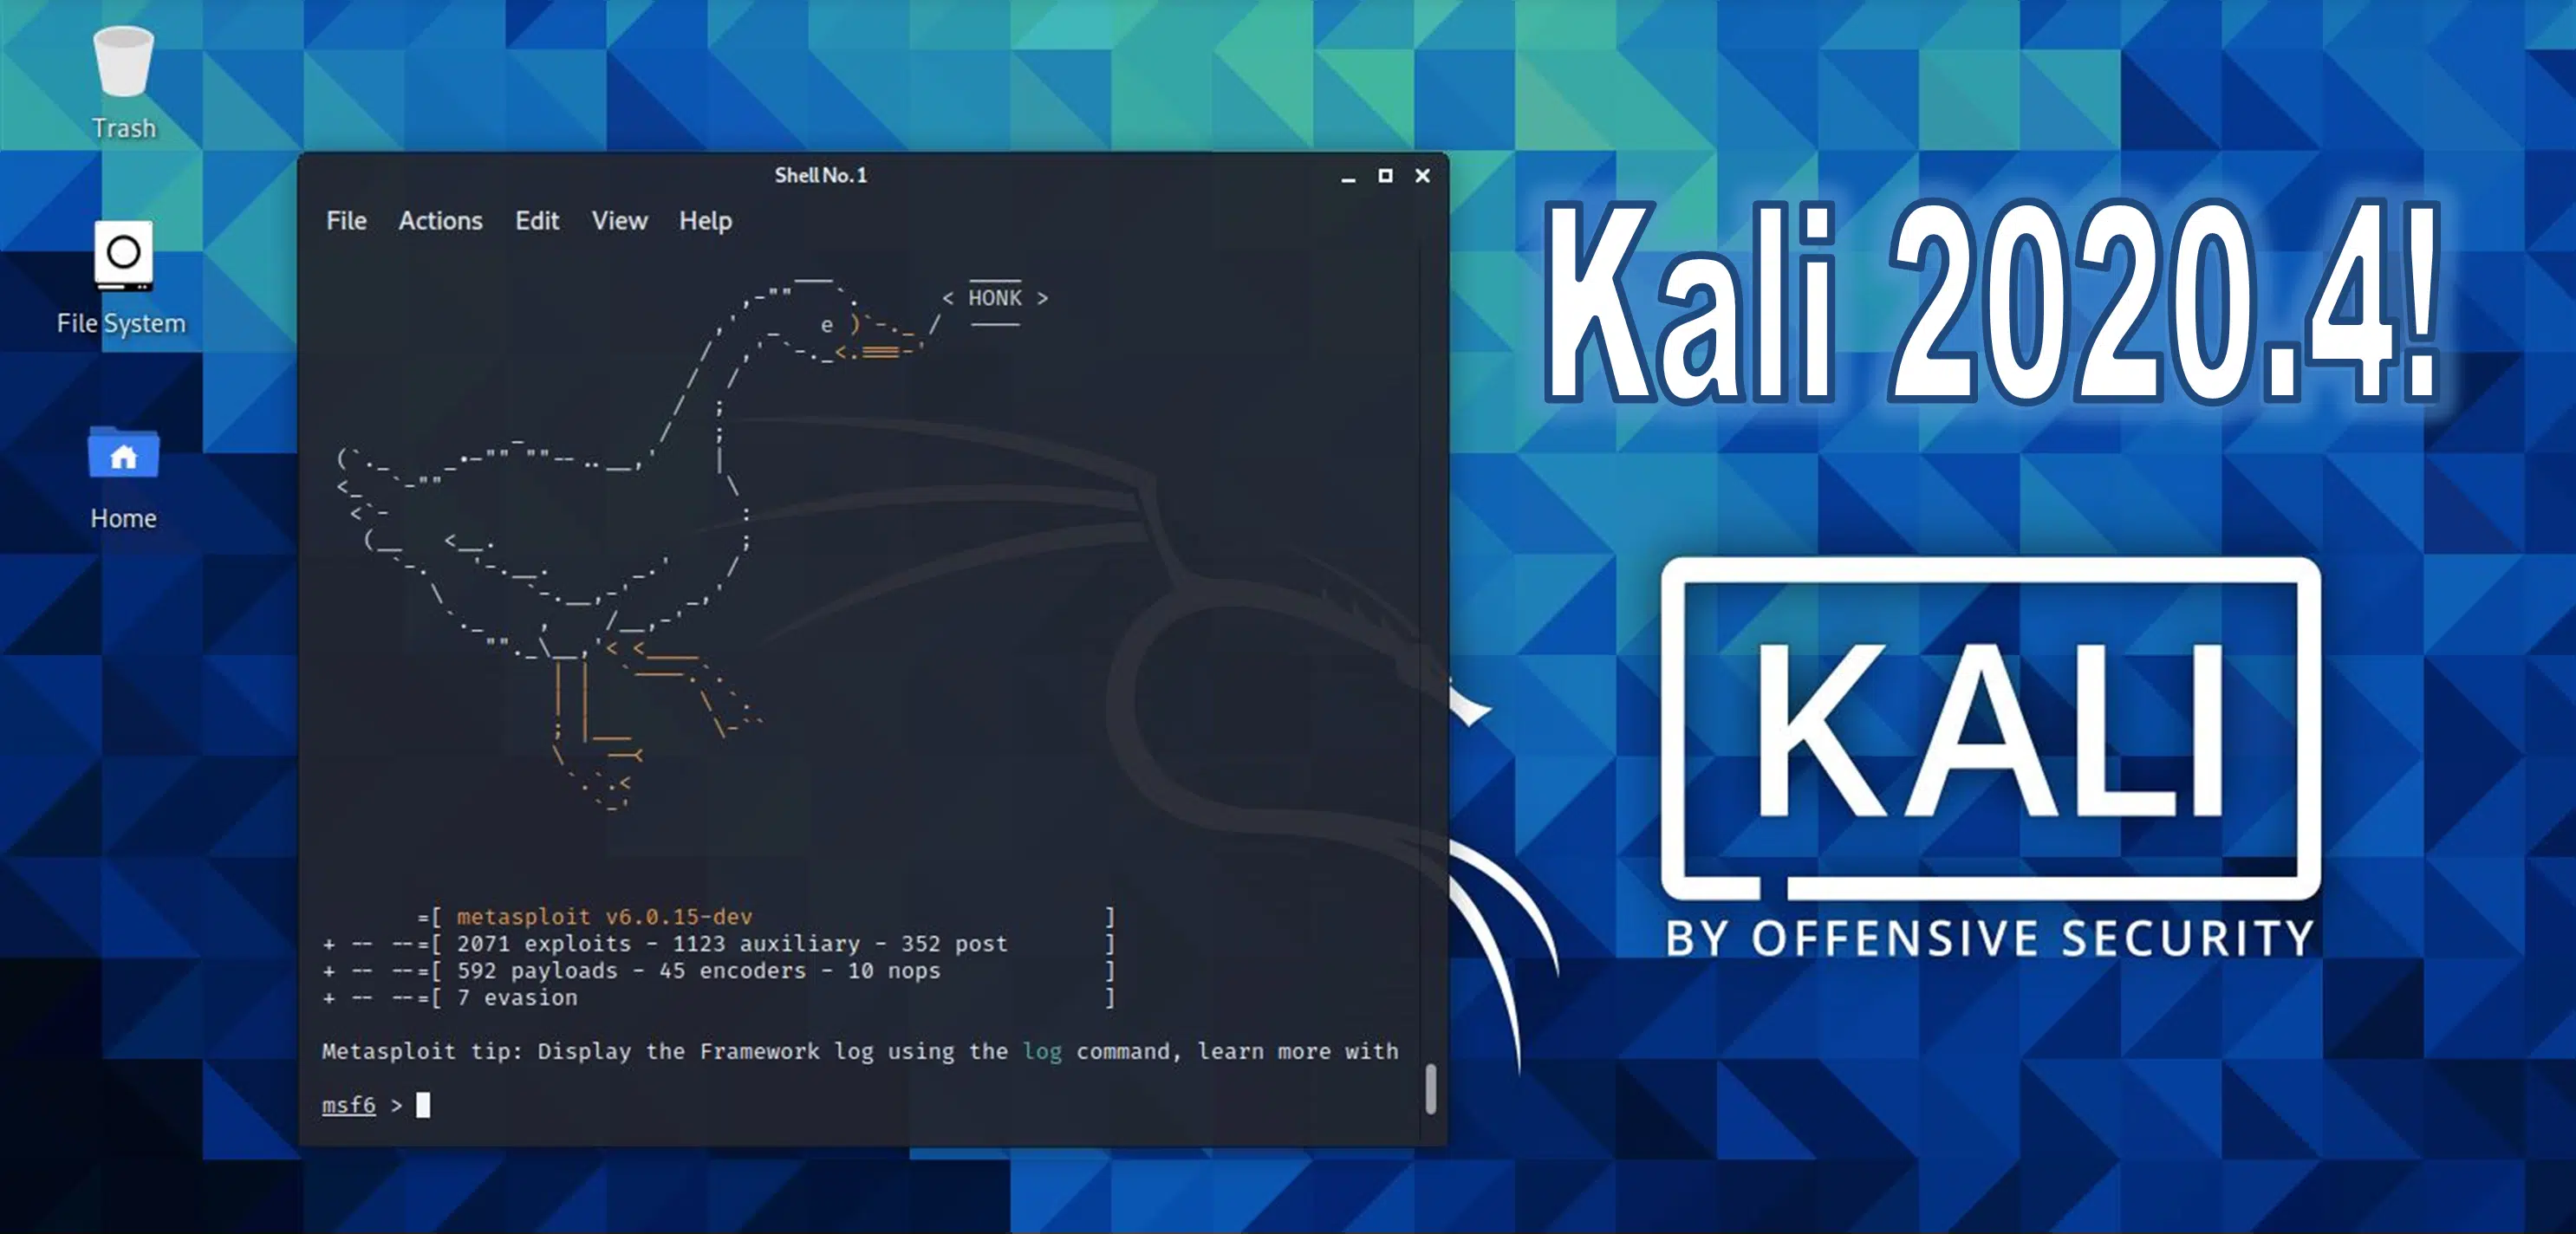 Trash
File System
Home
Shell No. 1
File Actions Edit View Help
< HONK >
=[ metasploit v6.0.15-dev ]
+ -- --=[ 2071 exploits - 1123 auxiliary - 352 post ]
+ -- --=[ 592 payloads - 45 encoders - 10 nops ]
+ -- --=[ 7 evasion ]
Metasploit tip: Display the Framework log using the log command, learn more with
msf6 >
Kali 2020.4!
KALI
BY OFFENSIVE SECURITY